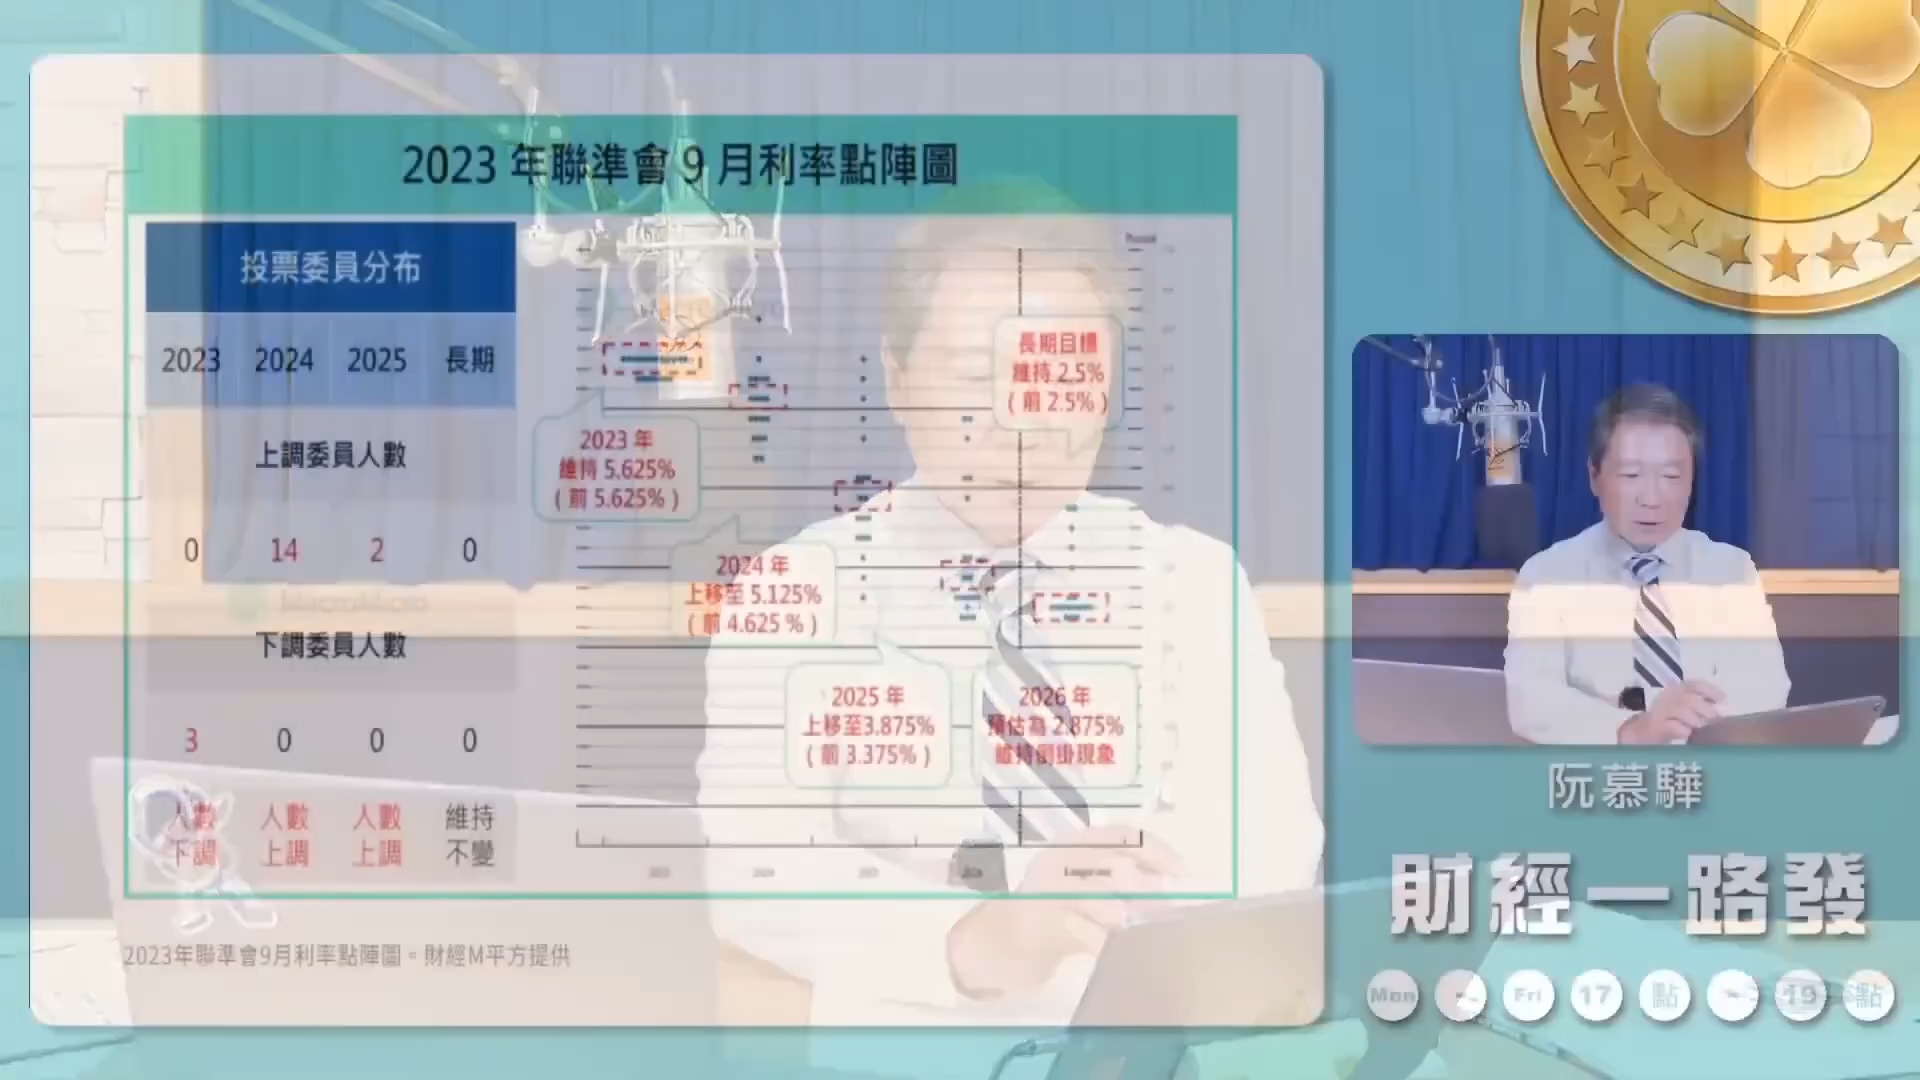 2023 年聯準會 9 月利率點陣圖
投票委員分布
2023 2024 2025 長期
上調委員人數
0 14 2 0
下調委員人數
3 0 0 0
人數 人數 人數 維持
下調 上調 上調 不變
2023 年
維持 5.625%
( 前 5.625% )
2024 年
上移至 5.125%
( 前 4.625 % )
2025 年
上移至3.875%
( 前 3.375% )
2026 年
預估為 2.875%
維持倒掛現象
長期目標
維持 2.5%
( 前 2.5% )
2023年聯準會9月利率點陣圖。財經M平方提供
阮慕驊
財經一路發
Mon Fri 17 點 19 點